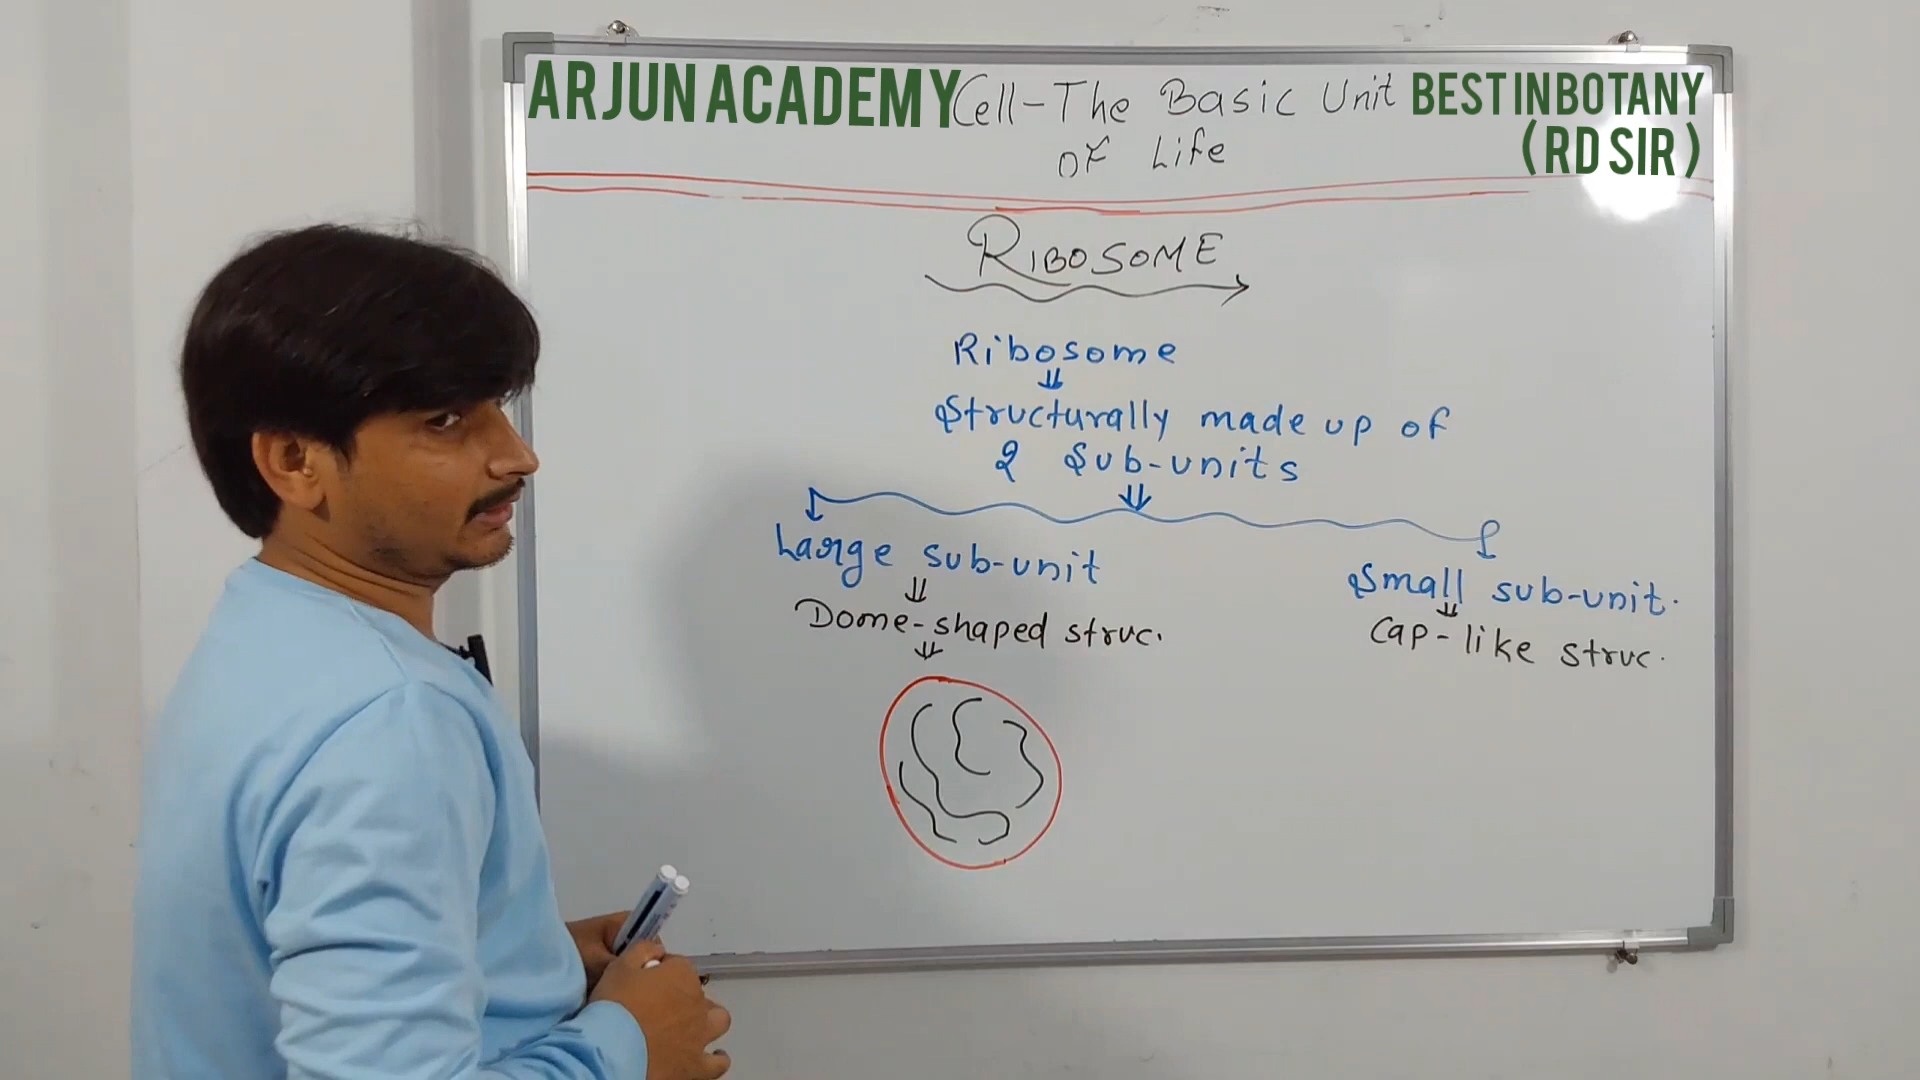 ARJUN ACADEMY
Cell-The Basic Unit
OF Life
BEST IN BOTANY
(RD SIR)
RIBOSOME
Ribosome
Structurally made up of
2 Sub-units
Large sub-unit
Small sub-unit.
Dome-shaped struc.
Cap-like struc.